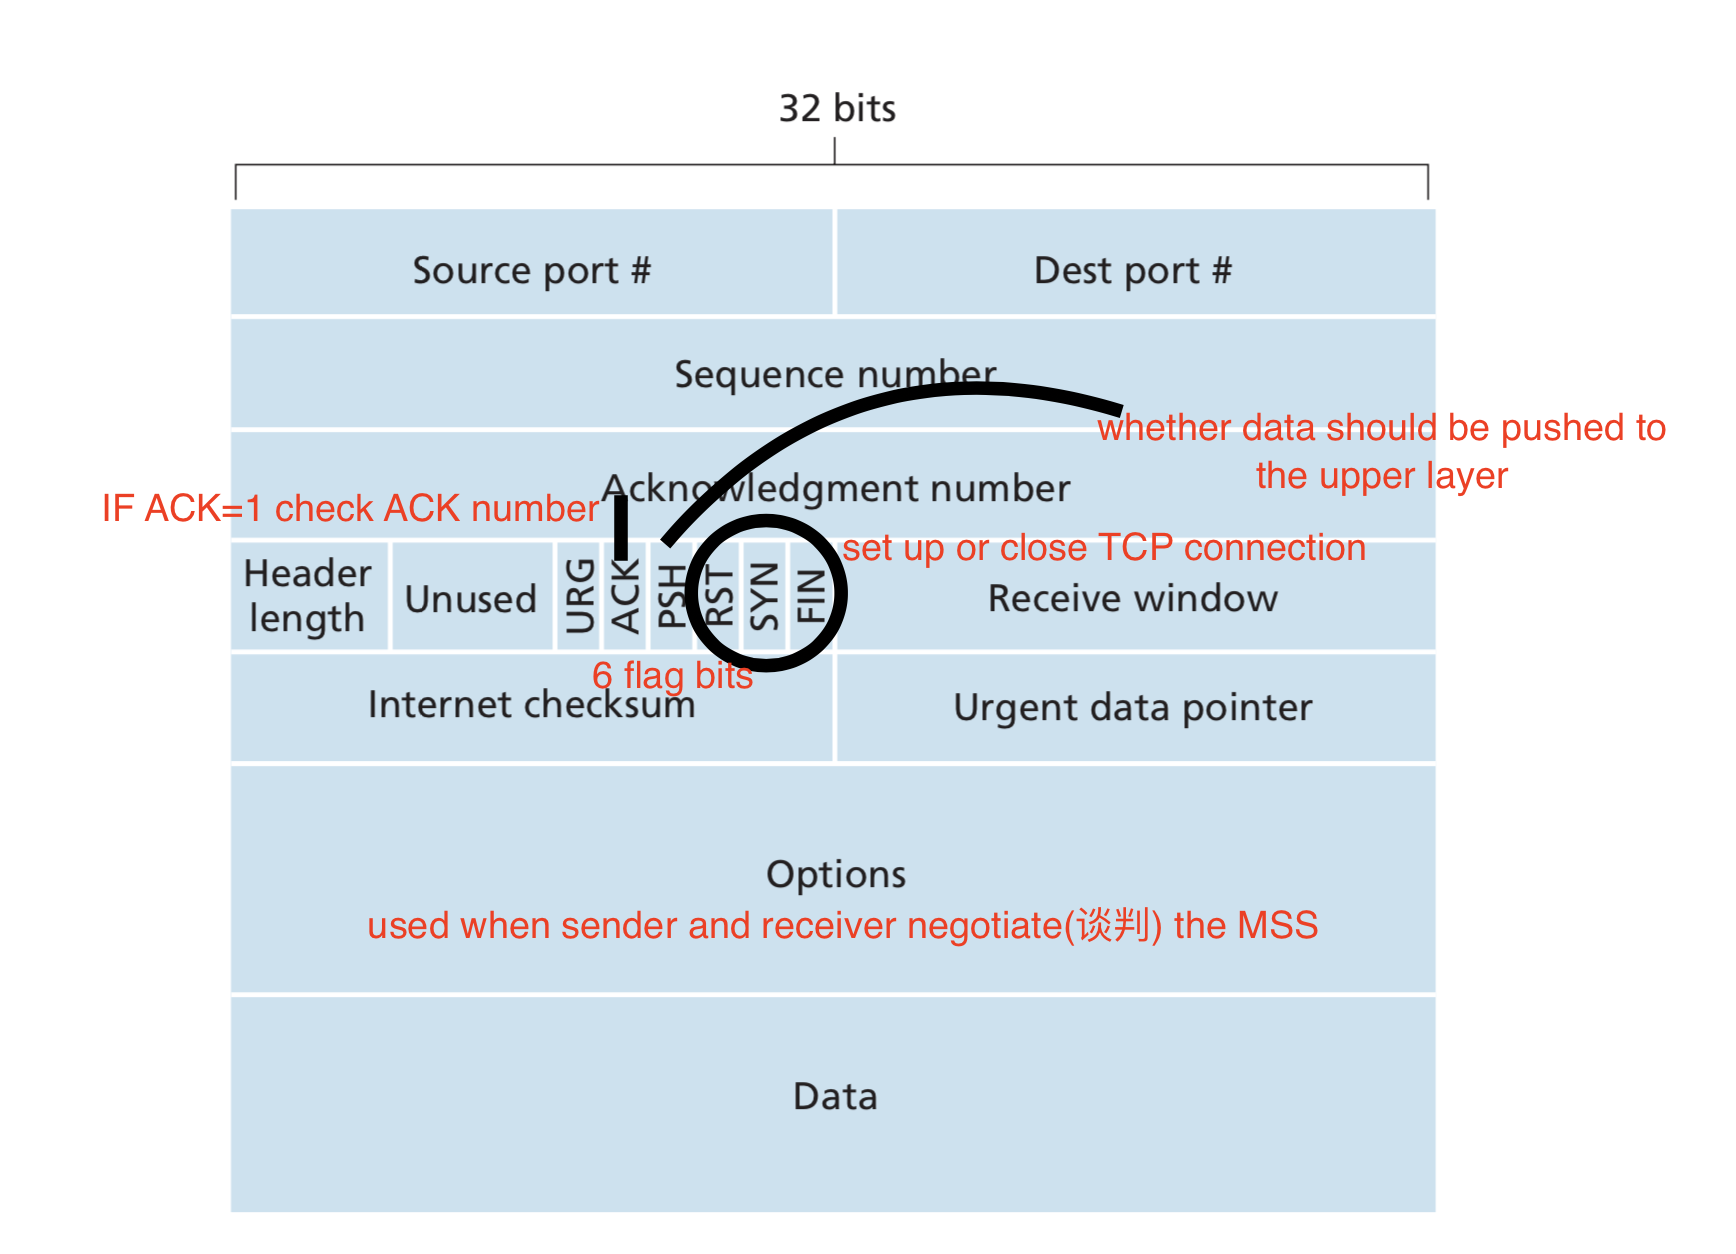 32 bits
Source port #
Dest port #
Sequence number
whether data should be pushed to
the upper layer
Acknowledgment number
IF ACK=1 check ACK number
set up or close TCP connection
Header
length
Unused
URG
ACK
PSH
RST
SYN
FIN
Receive window
6 flag bits
Internet checksum
Urgent data pointer
Options
used when sender and receiver negotiate(谈判) the MSS
Data